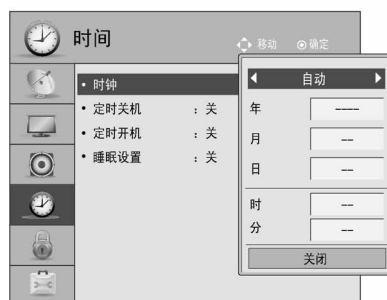 时间
移动 确定
• 时钟
• 定时关机 ：关
• 定时开机 ：关
• 睡眠设置 ：关
自动
年 ----
月 --
日 --
时 --
分 --
关闭